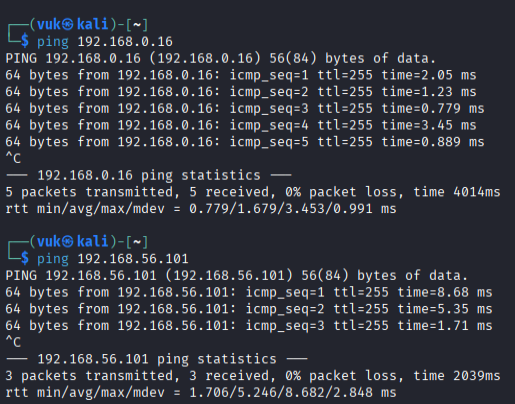 ┌──(vuk㉿kali)-[~]
└─$ ping 192.168.0.16
PING 192.168.0.16 (192.168.0.16) 56(84) bytes of data.
64 bytes from 192.168.0.16: icmp_seq=1 ttl=255 time=2.05 ms
64 bytes from 192.168.0.16: icmp_seq=2 ttl=255 time=1.23 ms
64 bytes from 192.168.0.16: icmp_seq=3 ttl=255 time=0.779 ms
64 bytes from 192.168.0.16: icmp_seq=4 ttl=255 time=3.45 ms
64 bytes from 192.168.0.16: icmp_seq=5 ttl=255 time=0.889 ms
^C
--- 192.168.0.16 ping statistics ---
5 packets transmitted, 5 received, 0% packet loss, time 4014ms
rtt min/avg/max/mdev = 0.779/1.679/3.453/0.991 ms
┌──(vuk㉿kali)-[~]
└─$ ping 192.168.56.101
PING 192.168.56.101 (192.168.56.101) 56(84) bytes of data.
64 bytes from 192.168.56.101: icmp_seq=1 ttl=255 time=8.68 ms
64 bytes from 192.168.56.101: icmp_seq=2 ttl=255 time=5.35 ms
64 bytes from 192.168.56.101: icmp_seq=3 ttl=255 time=1.71 ms
^C
--- 192.168.56.101 ping statistics ---
3 packets transmitted, 3 received, 0% packet loss, time 2039ms
rtt min/avg/max/mdev = 1.706/5.246/8.682/2.848 ms